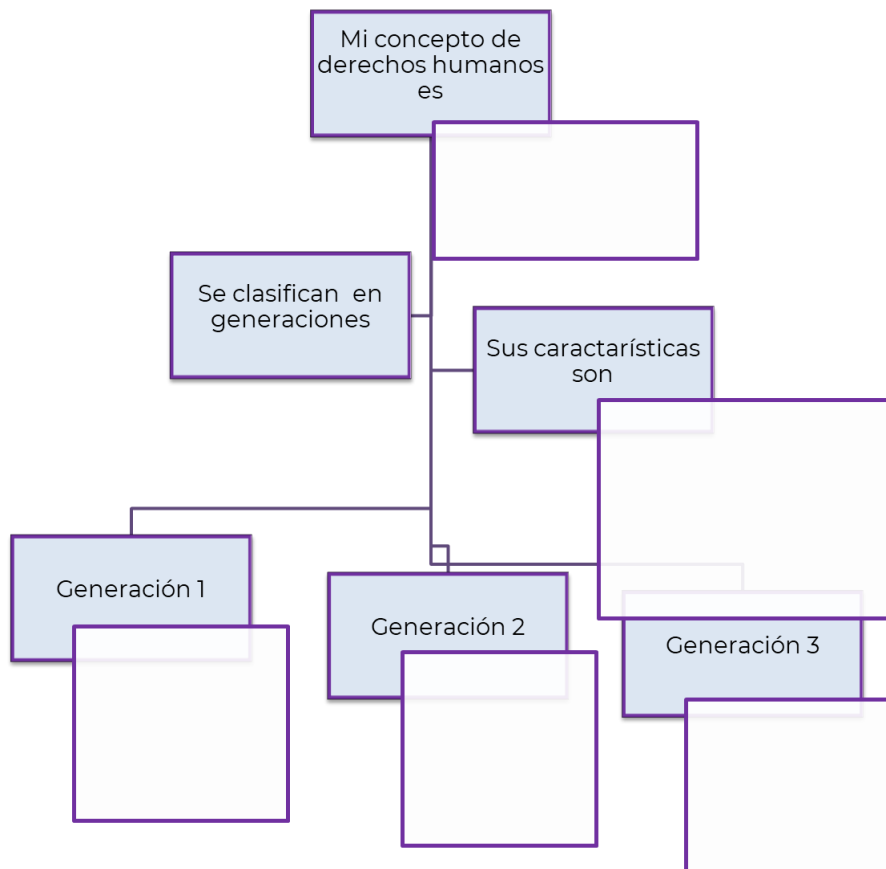 Mi concepto de
derechos humanos
es
Se clasifican en
generaciones
Sus caractarísticas
son
Generación 1
Generación 2
Generación 3